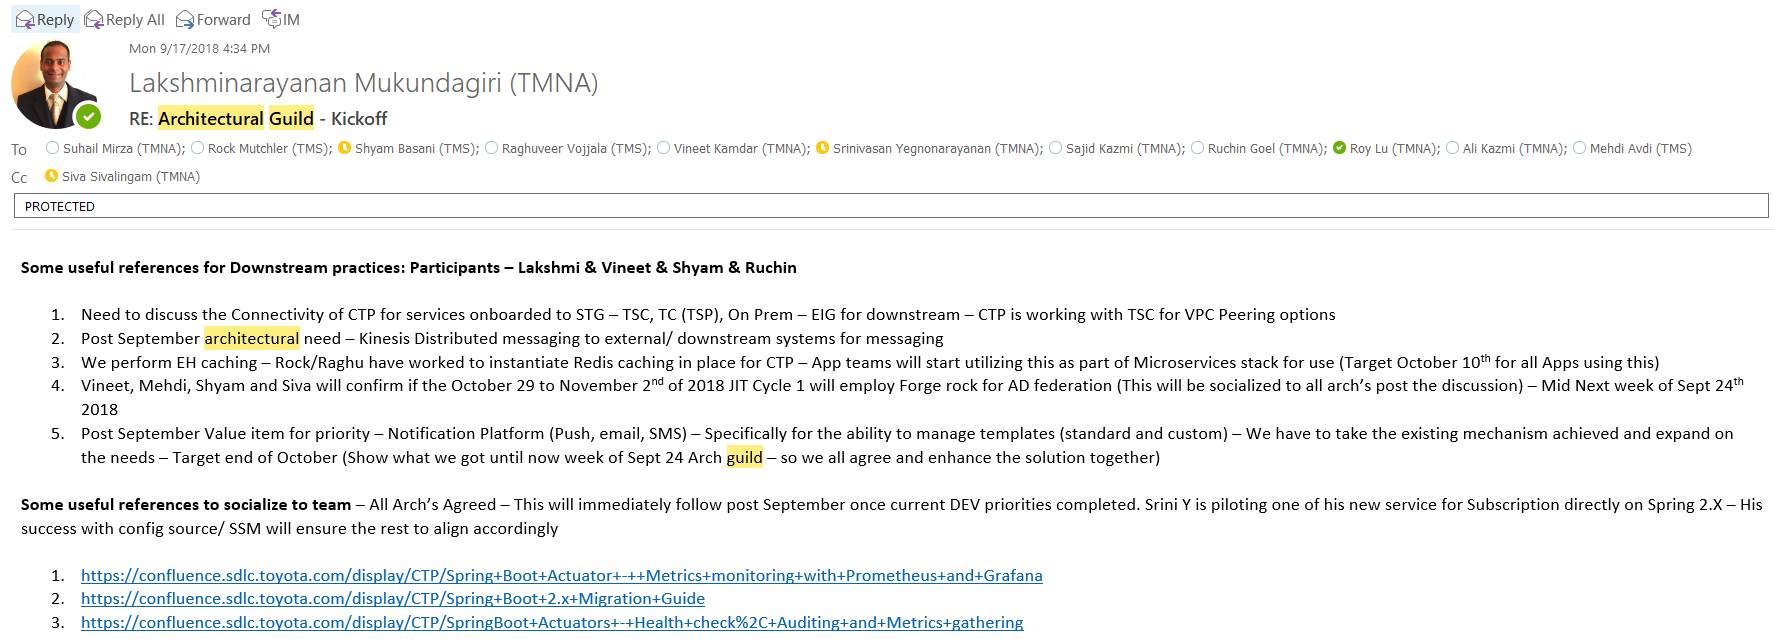 Reply Reply All Forward IM
Mon 9/17/2018 4:34 PM
Lakshminarayanan Mukundagiri (TMNA)
RE: Architectural Guild - Kickoff
To Suhail Mirza (TMNA); Rock Mutchler (TMS); Shyam Basani (TMS); Raghuveer Vojjala (TMS); Vineet Kamdar (TMNA); Srinivasan Yegnonarayanan (TMNA); Sajid Kazmi (TMNA); Ruchin Goel (TMNA); Roy Lu (TMNA); Ali Kazmi (TMNA); Mehdi Avdi (TMS)
Cc Siva Sivalingam (TMNA)
PROTECTED
Some useful references for Downstream practices: Participants – Lakshmi & Vineet & Shyam & Ruchin
1. Need to discuss the Connectivity of CTP for services onboarded to STG – TSC, TC (TSP), On Prem – EIG for downstream – CTP is working with TSC for VPC Peering options
2. Post September architectural need – Kinesis Distributed messaging to external/ downstream systems for messaging
3. We perform EH caching – Rock/Raghu have worked to instantiate Redis caching in place for CTP – App teams will start utilizing this as part of Microservices stack for use (Target October 10th for all Apps using this)
4. Vineet, Mehdi, Shyam and Siva will confirm if the October 29 to November 2nd of 2018 JIT Cycle 1 will employ Forge rock for AD federation (This will be socialized to all arch’s post the discussion) – Mid Next week of Sept 24th
2018
5. Post September Value item for priority – Notification Platform (Push, email, SMS) – Specifically for the ability to manage templates (standard and custom) – We have to take the existing mechanism achieved and expand on
the needs – Target end of October (Show what we got until now week of Sept 24 Arch guild – so we all agree and enhance the solution together)
Some useful references to socialize to team – All Arch’s Agreed – This will immediately follow post September once current DEV priorities completed. Srini Y is piloting one of his new service for Subscription directly on Spring 2.X – His
success with config source/ SSM will ensure the rest to align accordingly
1. https://confluence.sdlc.toyota.com/display/CTP/Spring+Boot+Actuator+-++Metrics+monitoring+with+Prometheus+and+Grafana
2. https://confluence.sdlc.toyota.com/display/CTP/Spring+Boot+2.x+Migration+Guide
3. https://confluence.sdlc.toyota.com/display/CTP/SpringBoot+Actuators+-+Health+check%2C+Auditing+and+Metrics+gathering